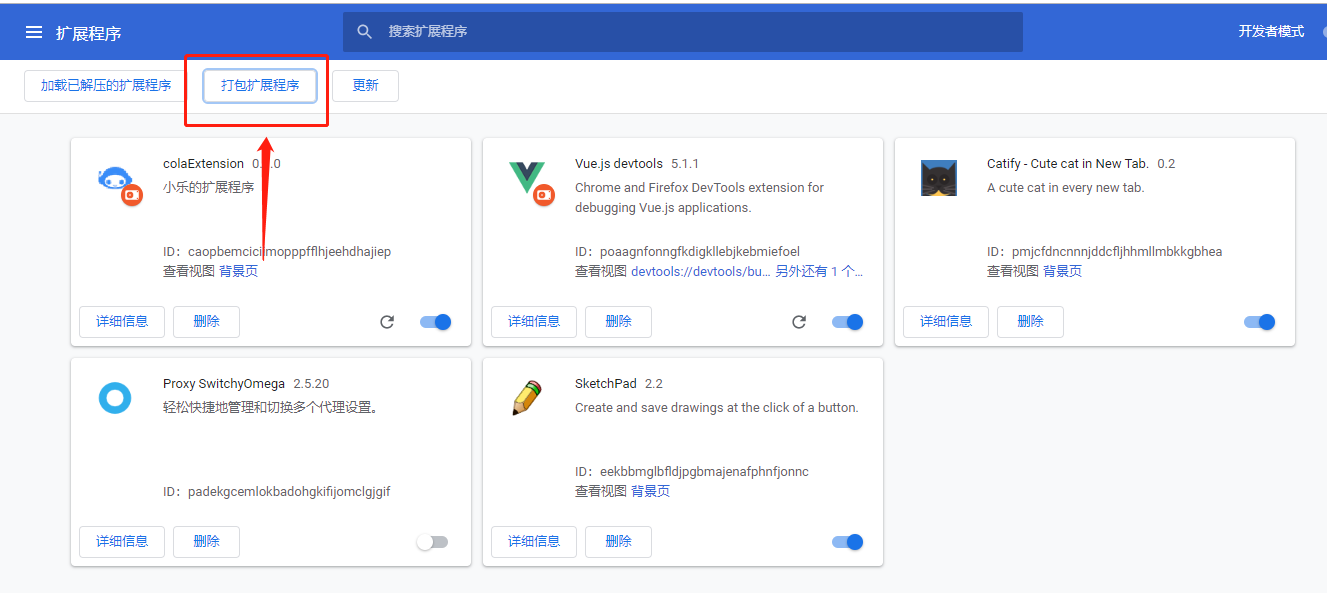 扩展程序
搜索扩展程序
开发者模式
加载已解压的扩展程序
打包扩展程序
更新
colaExtension
小乐的扩展程序
查看视图 背景页
详细信息
删除
Vue.js devtools 5.1.1
Chrome and Firefox DevTools extension for
debugging Vue.js applications.
ID：poaagnfonngfkdigkllebjkebmiefoel
查看视图 devtools://devtools/bu... 另外还有 1 个...
详细信息
删除
Catify - Cute cat in New Tab. 0.2
A cute cat in every new tab.
ID：pmjcfdncnnnjddcfljhhmllmbkkgbhea
查看视图 背景页
详细信息
删除
Proxy SwitchyOmega 2.5.20
轻松快捷地管理和切换多个代理设置。
ID：padekgcemlokbadohgkifijomclgjgif
详细信息
删除
SketchPad 2.2
Create and save drawings at the click of a button.
ID：eekbbmglbfldjpgbmajenafphnfjonnc
查看视图 背景页
详细信息
删除